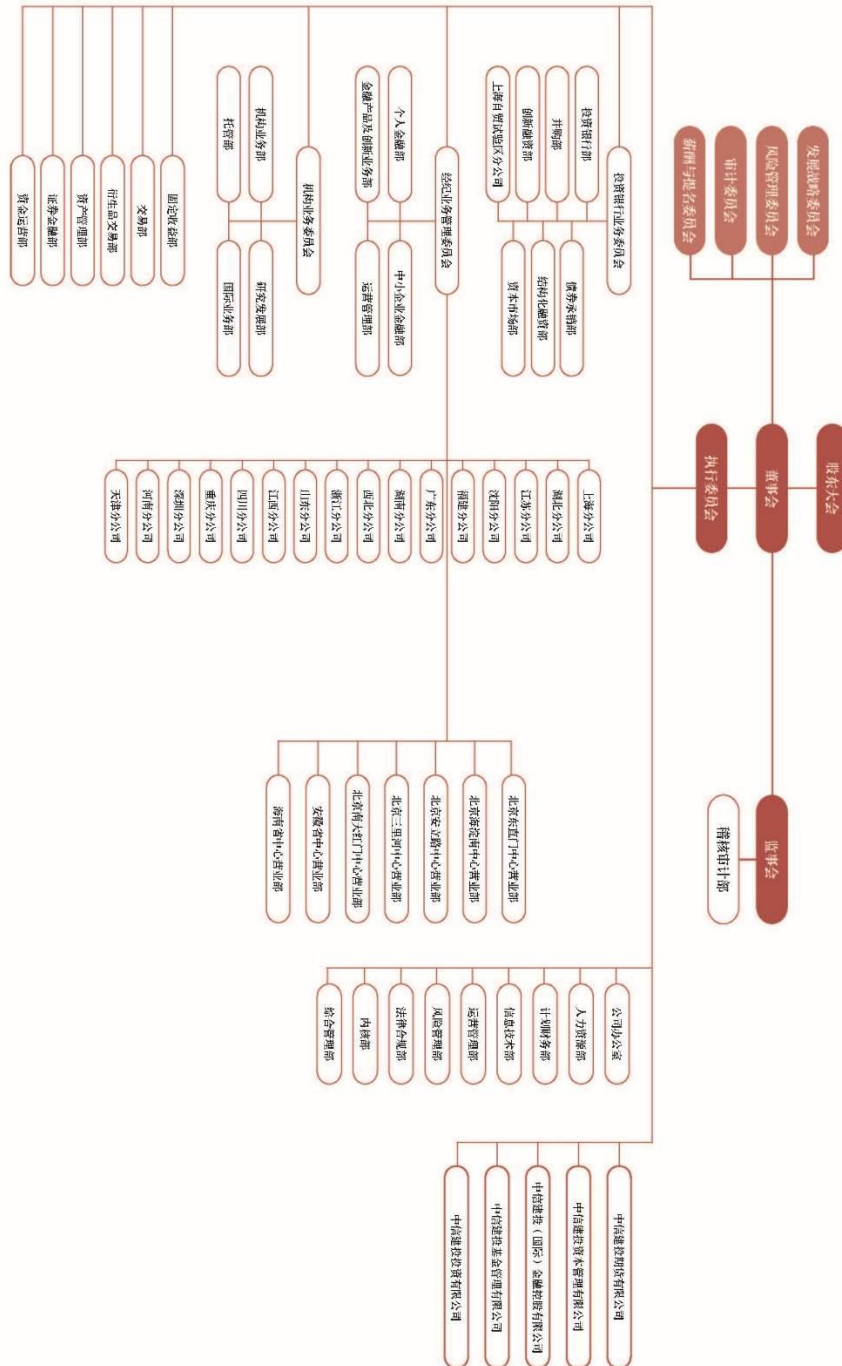 股东大会
董事会
监事会
稽核审计部
发展战略委员会
风险管理委员会
审计委员会
薪酬与提名委员会
执行委员会
投资银行业务委员会
投资银行部
并购部
创新融资部
上海自贸试验区分公司
债券承销部
结构化融资部
资本市场部
经纪业务管理委员会
个人金融部
金融产品及创新业务部
中小企业金融部
运营管理部
机构业务委员会
机构业务部
托管部
研究发展部
国际业务部
固定收益部
交易部
衍生品交易部
资产管理部
证券金融部
资金运营部
上海分公司
湖北分公司
江苏分公司
沈阳分公司
福建分公司
广东分公司
湖南分公司
西北分公司
浙江分公司
山东分公司
江西分公司
四川分公司
重庆分公司
深圳分公司
河南分公司
天津分公司
北京东直门中心营业部
北京海淀南中心营业部
北京安立路中心营业部
北京三里河中心营业部
北京南大红门中心营业部
安徽省中心营业部
海南省中心营业部
公司办公室
人力资源部
计划财务部
信息技术部
运营管理部
风险管理部
法律合规部
内核部
综合管理部
中信建投期货有限公司
中信建投资本管理有限公司
中信建投（国际）金融控股有限公司
中信建投基金管理有限公司
中信建投投资有限公司